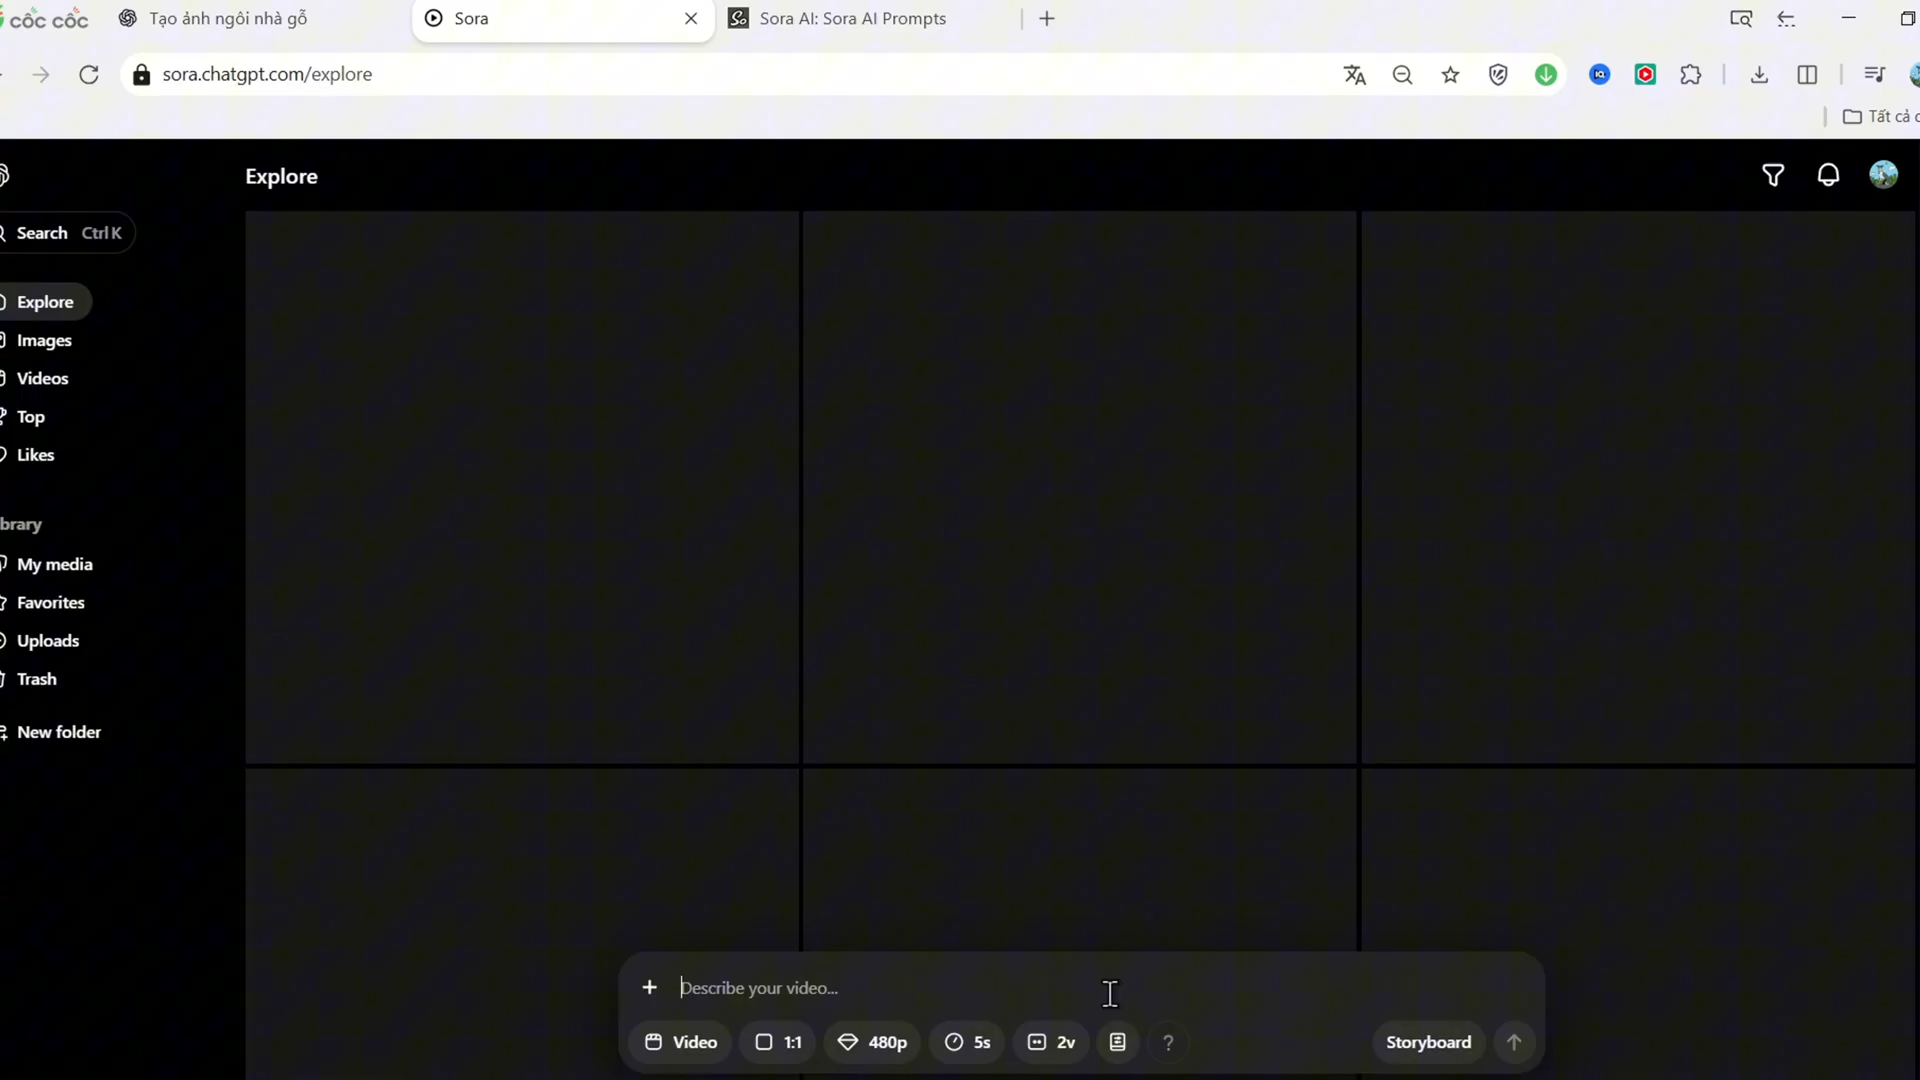 cốc cốc
Tạo ảnh ngôi nhà gỗ
Sora
So
Sora AI: Sora AI Prompts
sora.chatgpt.com/explore
Tất cả
Explore
Search Ctrl K
Explore
Images
Videos
Top
Likes
brary
My media
Favorites
Uploads
Trash
New folder
Describe your video...
Video
1:1
480p
5s
2v
?
Storyboard